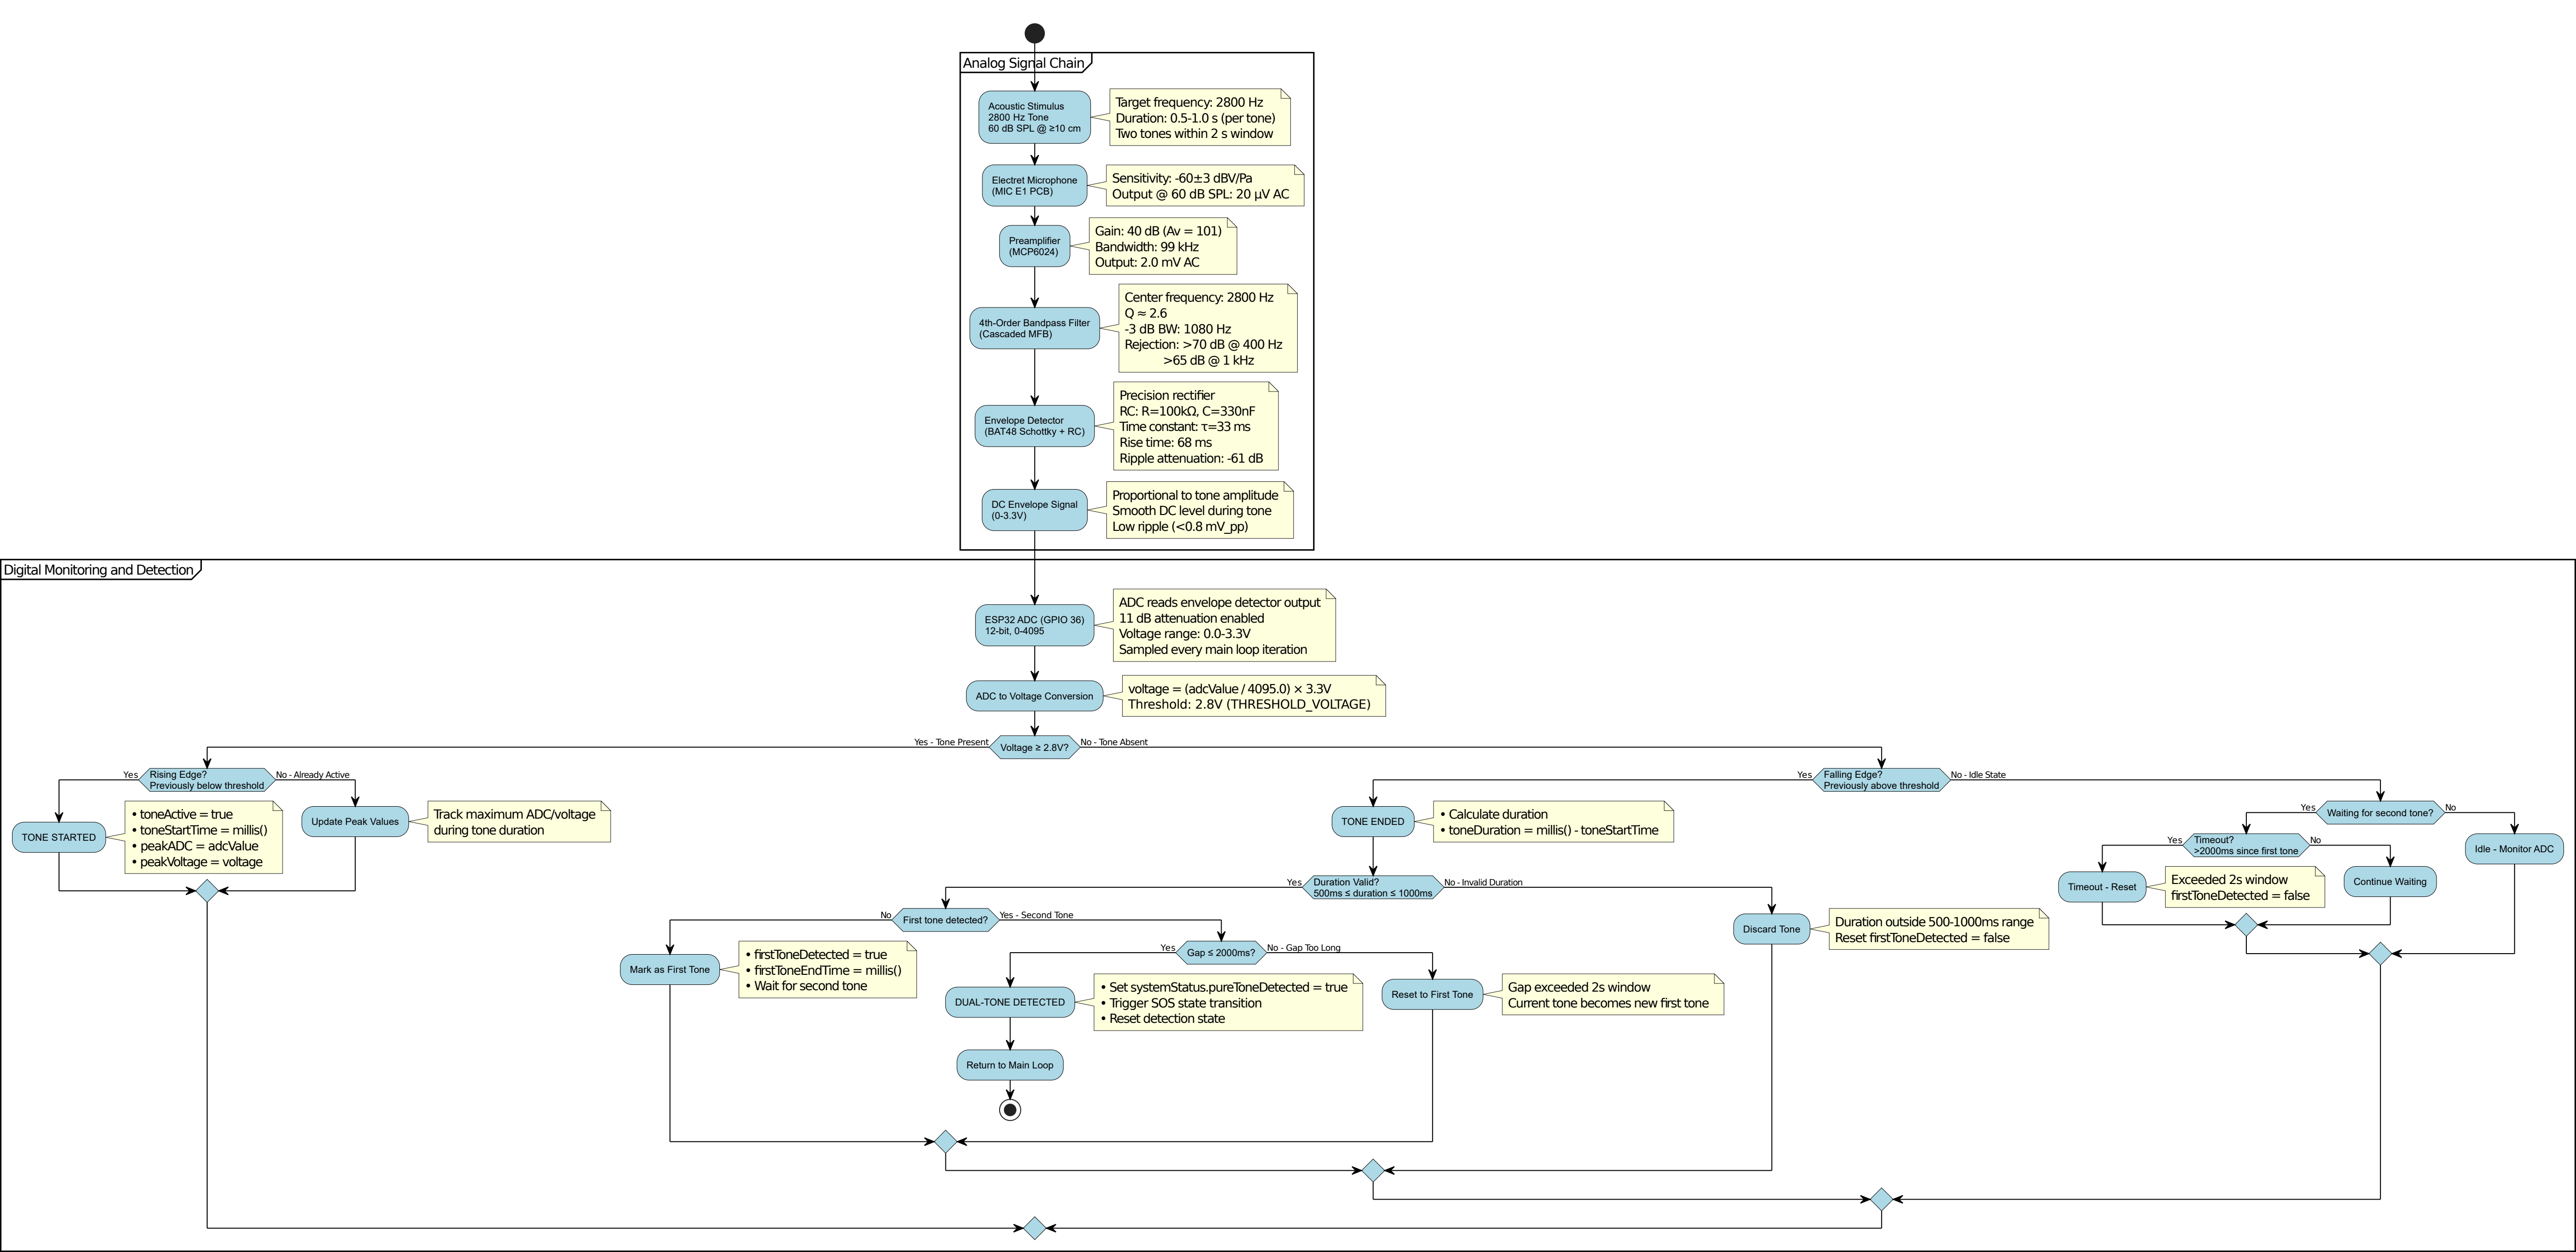 Analog Signal Chain
Acoustic Stimulus
2800 Hz Tone
60 dB SPL @ ≥10 cm
Target frequency: 2800 Hz
Duration: 0.5-1.0 s (per tone)
Two tones within 2 s window
Electret Microphone
(MIC E1 PCB)
Sensitivity: -60±3 dBV/Pa
Output @ 60 dB SPL: 20 µV AC
Preamplifier
(MCP6024)
Gain: 40 dB (Av = 101)
Bandwidth: 99 kHz
Output: 2.0 mV AC
4th-Order Bandpass Filter
(Cascaded MFB)
Center frequency: 2800 Hz
Q ≈ 2.6
-3 dB BW: 1080 Hz
Rejection: >70 dB @ 400 Hz
>65 dB @ 1 kHz
Envelope Detector
(BAT48 Schottky + RC)
Precision rectifier
RC: R=100kΩ, C=330nF
Time constant: τ=33 ms
Rise time: 68 ms
Ripple attenuation: -61 dB
DC Envelope Signal
(0-3.3V)
Proportional to tone amplitude
Smooth DC level during tone
Low ripple (<0.8 mV_pp)
Digital Monitoring and Detection
ESP32 ADC (GPIO 36)
12-bit, 0-4095
ADC reads envelope detector output
11 dB attenuation enabled
Voltage range: 0.0-3.3V
Sampled every main loop iteration
ADC to Voltage Conversion
voltage = (adcValue / 4095.0) × 3.3V
Threshold: 2.8V (THRESHOLD_VOLTAGE)
Yes - Tone Present
Voltage ≥ 2.8V?
No - Tone Absent
Yes
Rising Edge?
Previously below threshold
No - Already Active
TONE STARTED
• toneActive = true
• toneStartTime = millis()
• peakADC = adcValue
• peakVoltage = voltage
Update Peak Values
Track maximum ADC/voltage
during tone duration
Yes
Falling Edge?
Previously above threshold
No - Idle State
TONE ENDED
• Calculate duration
• toneDuration = millis() - toneStartTime
Yes
Duration Valid?
500ms ≤ duration ≤ 1000ms
No - Invalid Duration
No
First tone detected?
Yes - Second Tone
Mark as First Tone
• firstToneDetected = true
• firstToneEndTime = millis()
• Wait for second tone
Yes
Gap ≤ 2000ms?
No - Gap Too Long
DUAL-TONE DETECTED
• Set systemStatus.pureToneDetected = true
• Trigger SOS state transition
• Reset detection state
Return to Main Loop
Reset to First Tone
Gap exceeded 2s window
Current tone becomes new first tone
Discard Tone
Duration outside 500-1000ms range
Reset firstToneDetected = false
Yes
Waiting for second tone?
No
Yes
Timeout?
>2000ms since first tone
No
Timeout - Reset
Exceeded 2s window
firstToneDetected = false
Continue Waiting
Idle - Monitor ADC